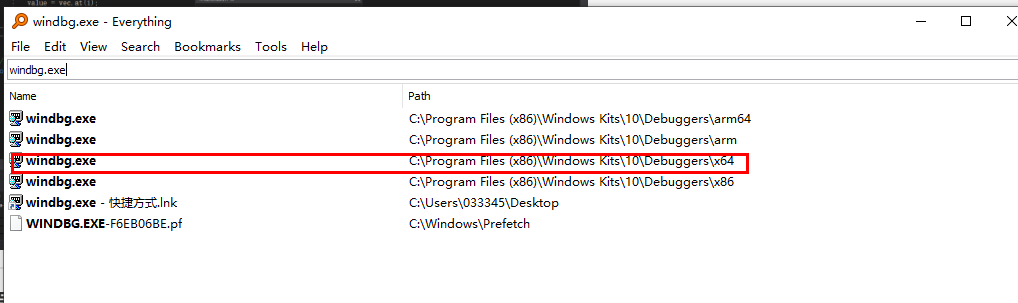 value = vec.at(i);
windbg.exe - Everything
File Edit View Search Bookmarks Tools Help
windbg.exe
Name Path
windbg.exe C:\Program Files (x86)\Windows Kits\10\Debuggers\arm64
windbg.exe C:\Program Files (x86)\Windows Kits\10\Debuggers\arm
windbg.exe C:\Program Files (x86)\Windows Kits\10\Debuggers\x64
windbg.exe C:\Program Files (x86)\Windows Kits\10\Debuggers\x86
windbg.exe - 快捷方式.lnk C:\Users\033345\Desktop
WINDBG.EXE-F6EB06BE.pf C:\Windows\Prefetch